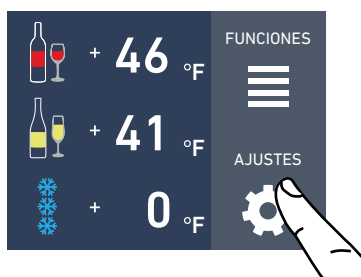 + 46 °F
+ 41 °F
+ 0 °F
FUNCIONES
AJUSTES